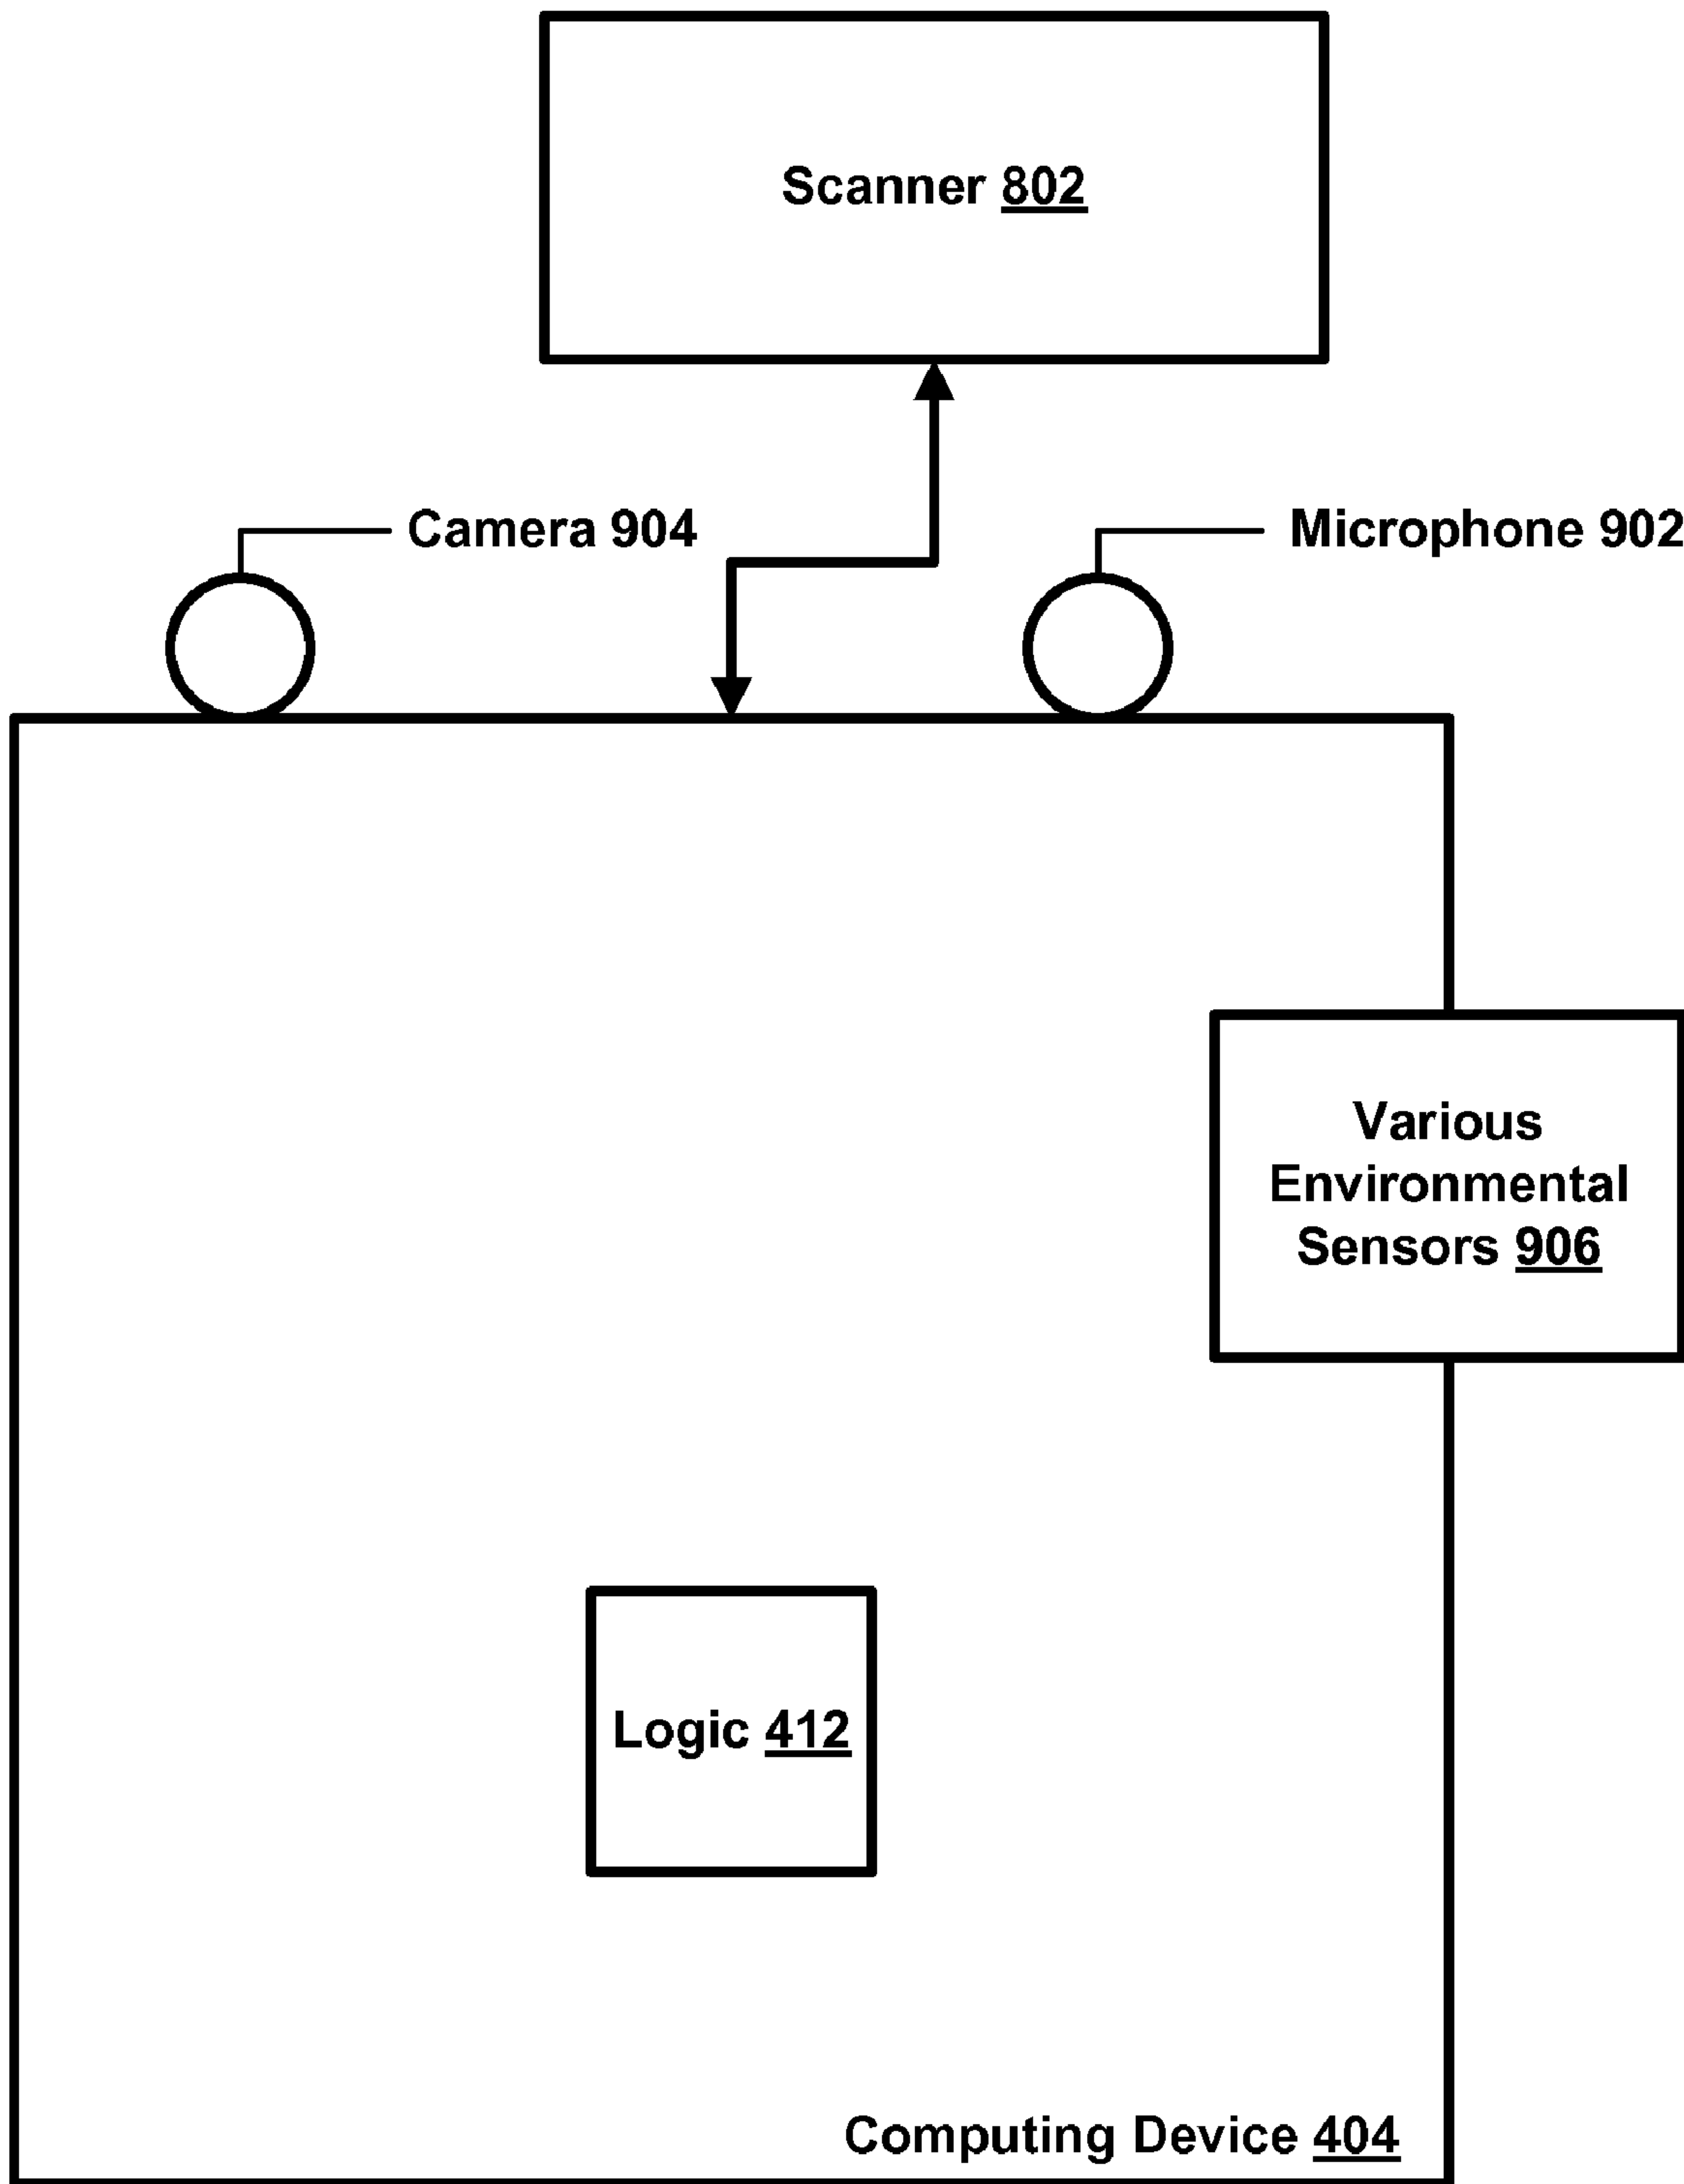 Scanner 802
Camera 904
Microphone 902
Various
Environmental
Sensors 906
Logic 412
Computing Device 404